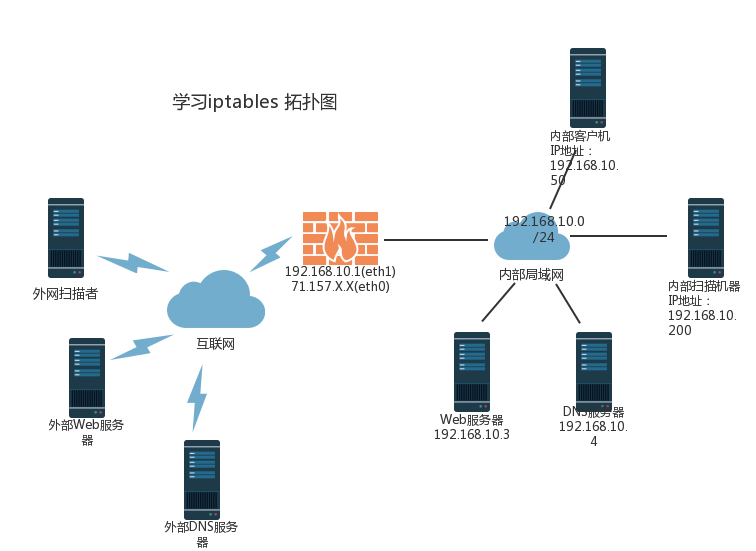 学习iptables 拓扑图
内部客户机
IP地址：
192.168.10.
50
192.168.10.0
/24
内部局域网
内部扫描机器
IP地址：
192.168.10.
200
192.168.10.1(eth1)
71.157.X.X(eth0)
外网扫描者
互联网
外部Web服务
器
外部DNS服务
器
Web服务器
192.168.10.3
DNS服务器
192.168.10.
4